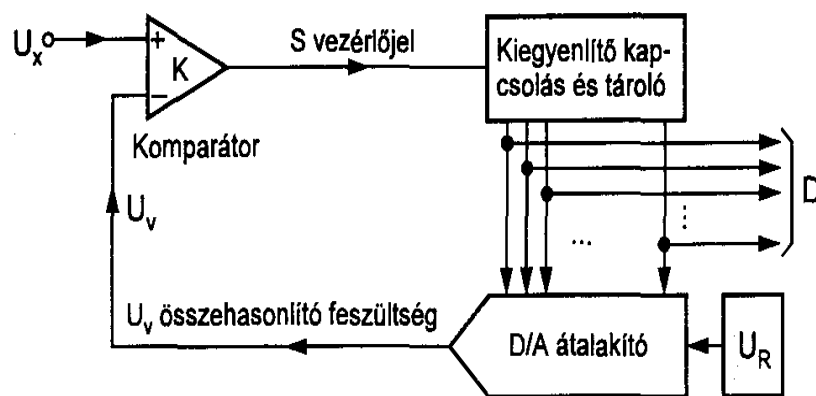 Uₓ
+
K
−
S vezérlőjel
Kiegyenlítő kap-
csolás és tároló
Komparátor
D
Uᵥ
...
...
Uᵥ összehasonlító feszültség
D/A átalakító
U_R